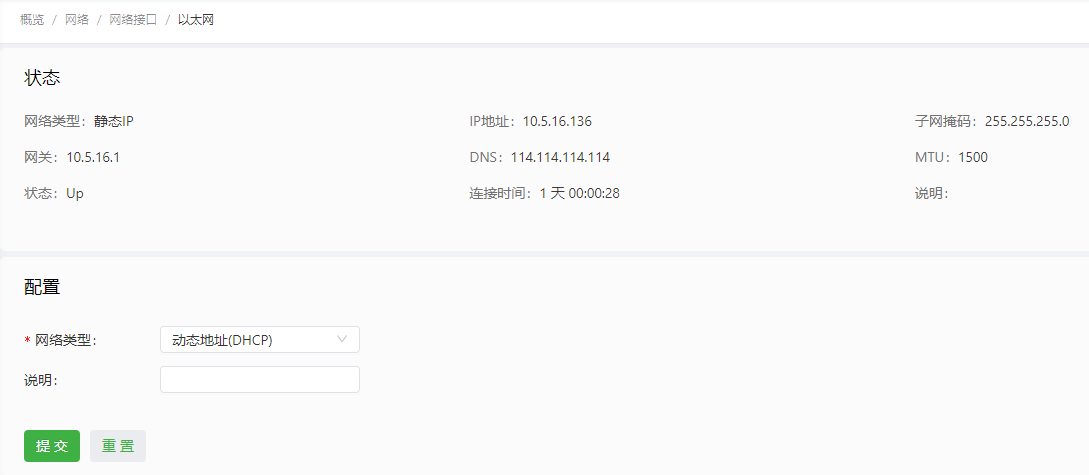 概览 / 网络 / 网络接口 / 以太网
状态
网络类型：静态IP IP地址：10.5.16.136 子网掩码：255.255.255.0
网关：10.5.16.1 DNS：114.114.114.114 MTU：1500
状态：Up 连接时间：1 天 00:00:28 说明：
配置
* 网络类型： 动态地址(DHCP)
说明：
提 交 重 置